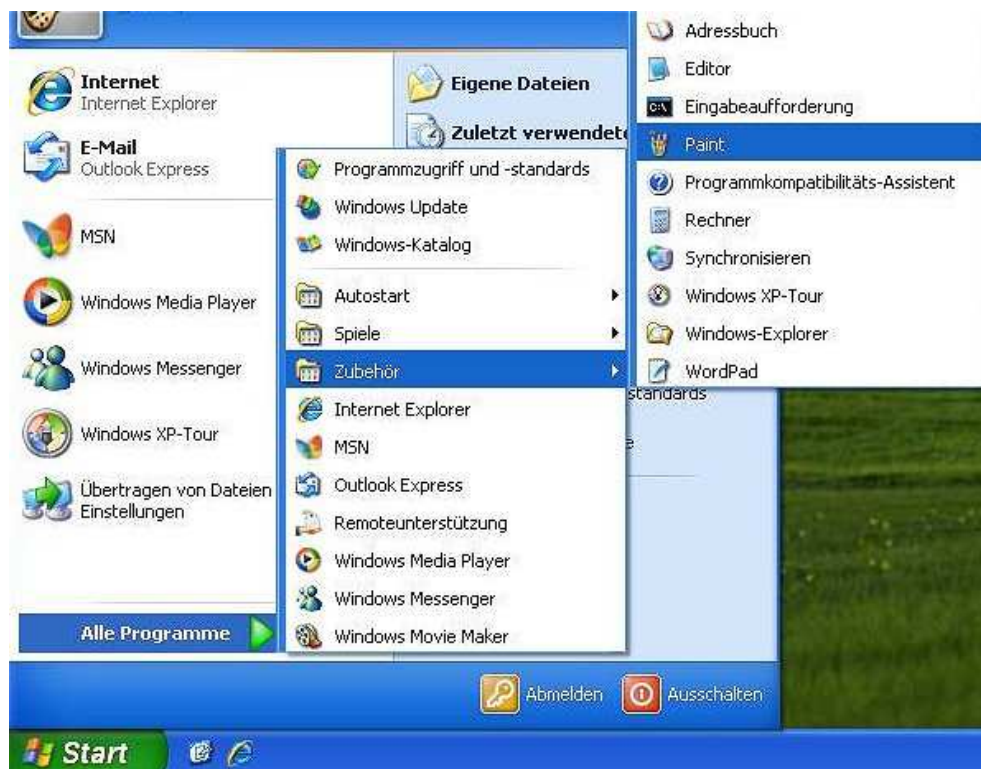 Internet
Internet Explorer
E-Mail
Outlook Express
MSN
Windows Media Player
Windows Messenger
Windows XP-Tour
Übertragen von Dateien
Einstellungen
Alle Programme
Eigene Dateien
Zuletzt verwendete
Programmzugriff und -standards
Windows Update
Windows-Katalog
Autostart
Spiele
Zubehör
Internet Explorer
MSN
Outlook Express
Remoteunterstützung
Windows Media Player
Windows Messenger
Windows Movie Maker
Adressbuch
Editor
Eingabeaufforderung
Paint
Programmkompatibilitäts-Assistent
Rechner
Synchronisieren
Windows XP-Tour
Windows-Explorer
WordPad
standards
Abmelden
Ausschalten
Start